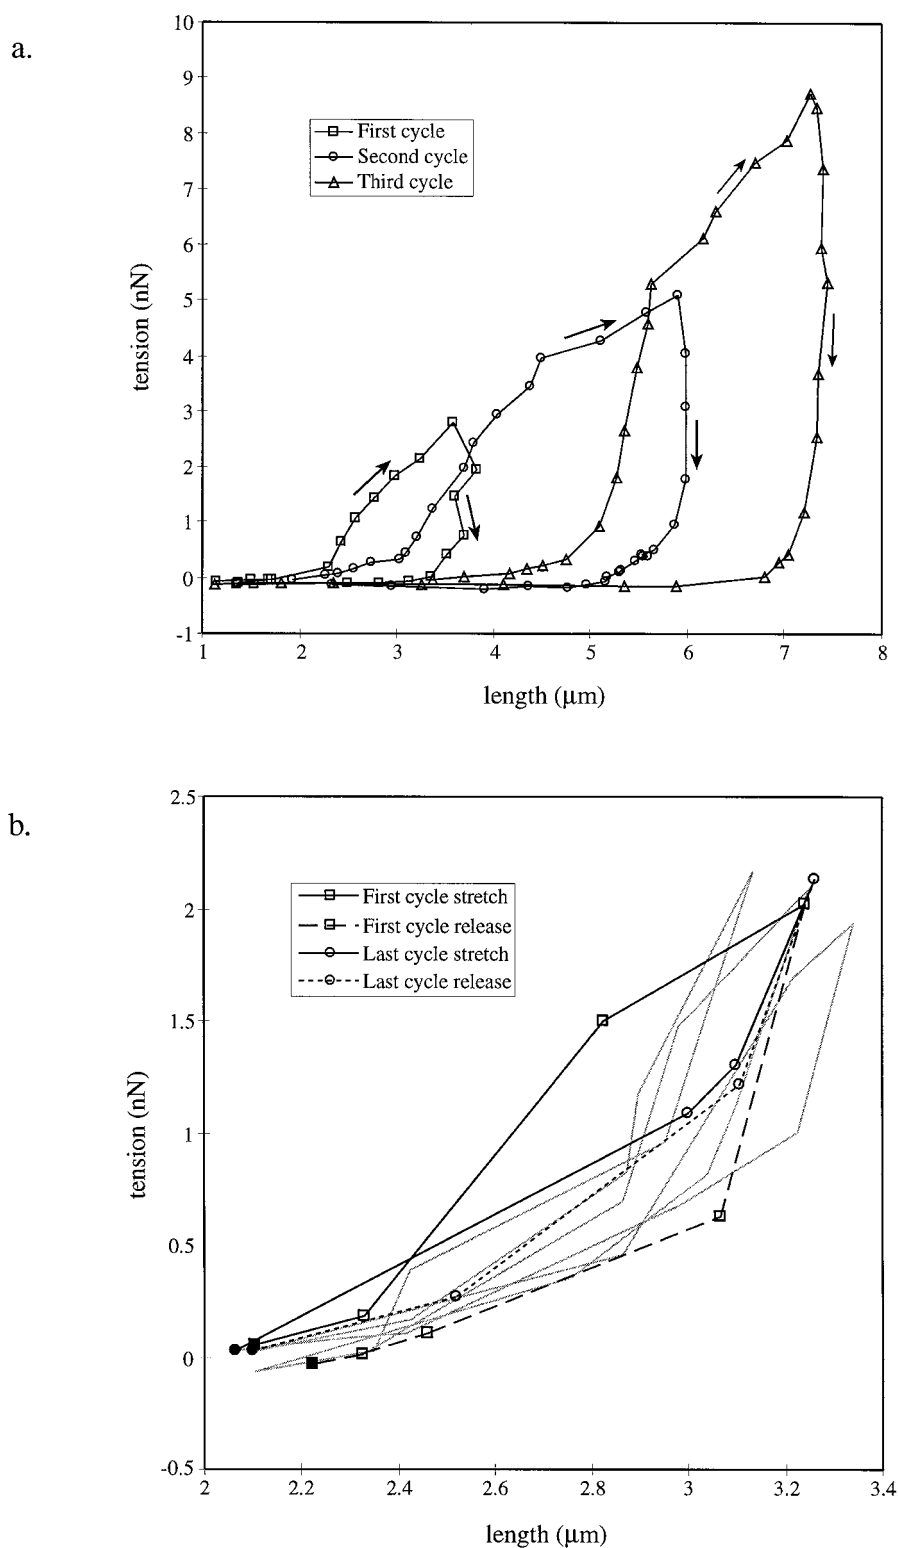 a.
10
9
8
7
6
5
4
3
2
1
0
-1
tension (nN)
First cycle
Second cycle
Third cycle
1 2 3 4 5 6 7 8
length (μm)
b.
2.5
2
1.5
1
0.5
0
-0.5
tension (nN)
First cycle stretch
First cycle release
Last cycle stretch
Last cycle release
2 2.2 2.4 2.6 2.8 3 3.2 3.4
length (μm)